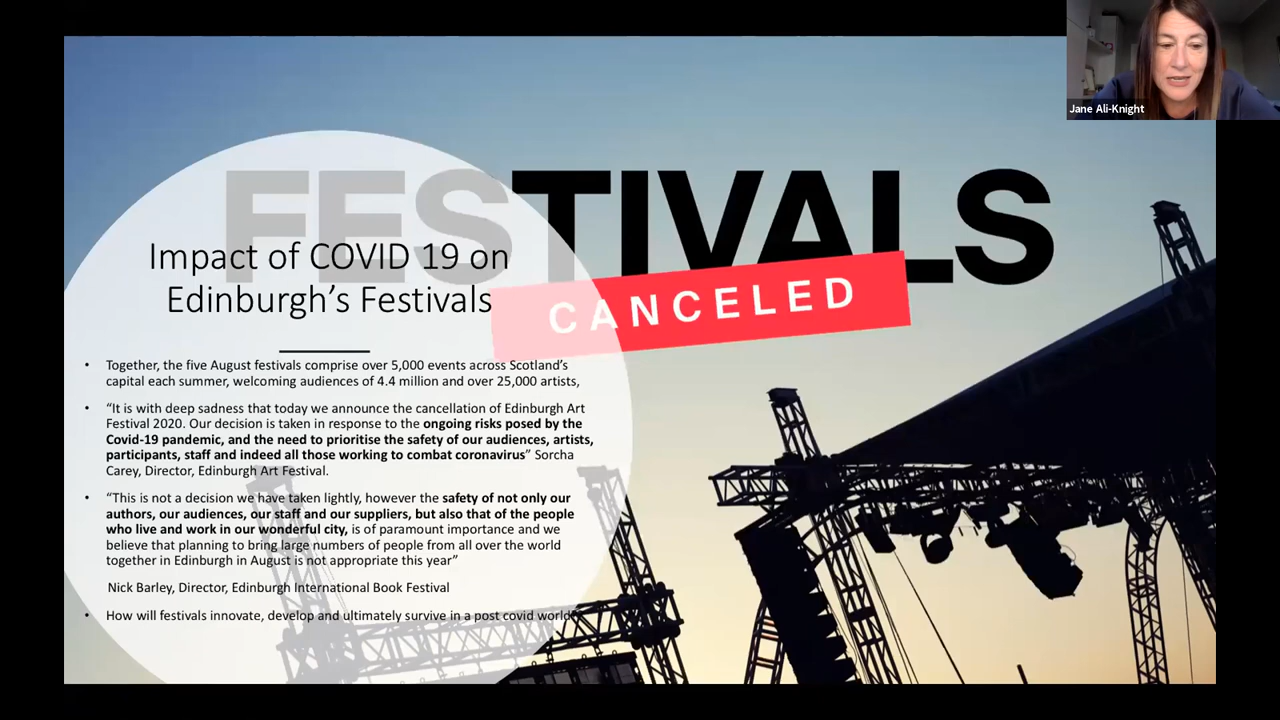 Jane Ali-Knight
FESTIVALS
CANCELED
Impact of COVID 19 on
Edinburgh's Festivals
• Together, the five August festivals comprise over 5,000 events across Scotland's
capital each summer, welcoming audiences of 4.4 million and over 25,000 artists,
• “It is with deep sadness that today we announce the cancellation of Edinburgh Art
Festival 2020. Our decision is taken in response to the ongoing risks posed by the
Covid-19 pandemic, and the need to prioritise the safety of our audiences, artists,
participants, staff and indeed all those working to combat coronavirus” Sorcha
Carey, Director, Edinburgh Art Festival.
• “This is not a decision we have taken lightly, however the safety of not only our
authors, our audiences, our staff and our suppliers, but also that of the people
who live and work in our wonderful city, is of paramount importance and we
believe that planning to bring large numbers of people from all over the world
together in Edinburgh in August is not appropriate this year”
Nick Barley, Director, Edinburgh International Book Festival
• How will festivals innovate, develop and ultimately survive in a post covid world?